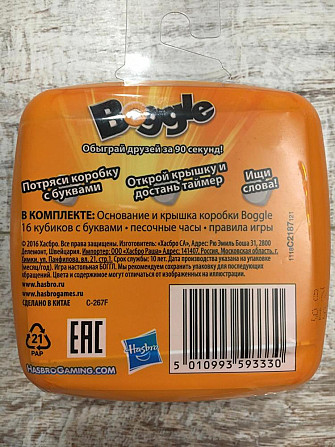 Boggle
Обыграй друзей за 90 секунд!
Потряси коробку
с буквами
Открой крышку и
достань таймер
Ищи
слова!
В КОМПЛЕКТЕ: Основание и крышка коробки Boggle
16 кубиков с буквами • песочные часы • правила игры
© 2016 Хасбро. Все права защищены. Изготовитель: «Хасбро СА», Адрес: Рю Эмиль Боша 31, 2800
Делемонт, Швейцария. Импортер: ООО «Хасбро Раша» Адрес: 141407, Россия, Московская область, г.
Химки, ул. Панфилова, вл. 21, стр.1. Срок службы: 10 лет. Дата производства указана на упаковке
(месяц/год). Игра настольная БОГГЛ. Мы рекомендуем сохранить упаковку для последующих
обращений. Цвета и содержимое могут отличаться от изображенных на иллюстрации.
www.hasbro.ru
www.hasbrogames.ru
СДЕЛАНО В КИТАЕ
C-267F
1116C2187121
21
PAP
EAC
Hasbro
5 010993 593330
HASBROGAMING.COM